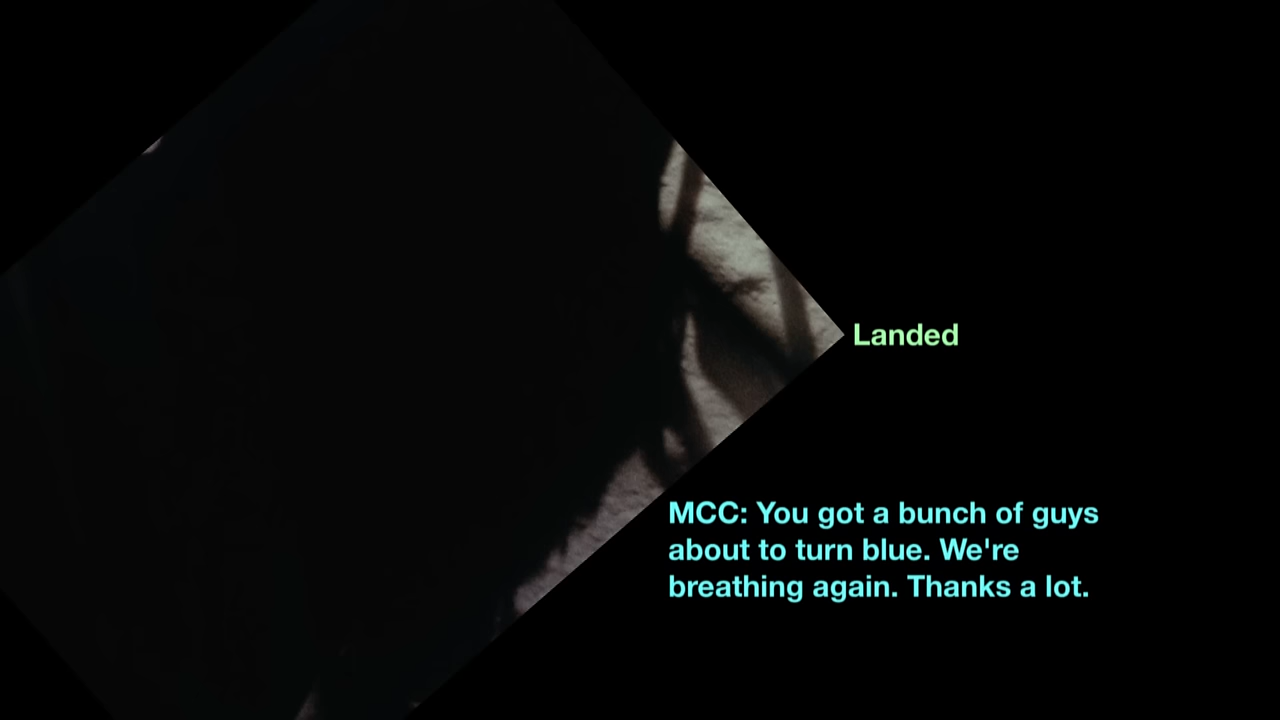 Landed
MCC: You got a bunch of guys
about to turn blue. We're
breathing again. Thanks a lot.